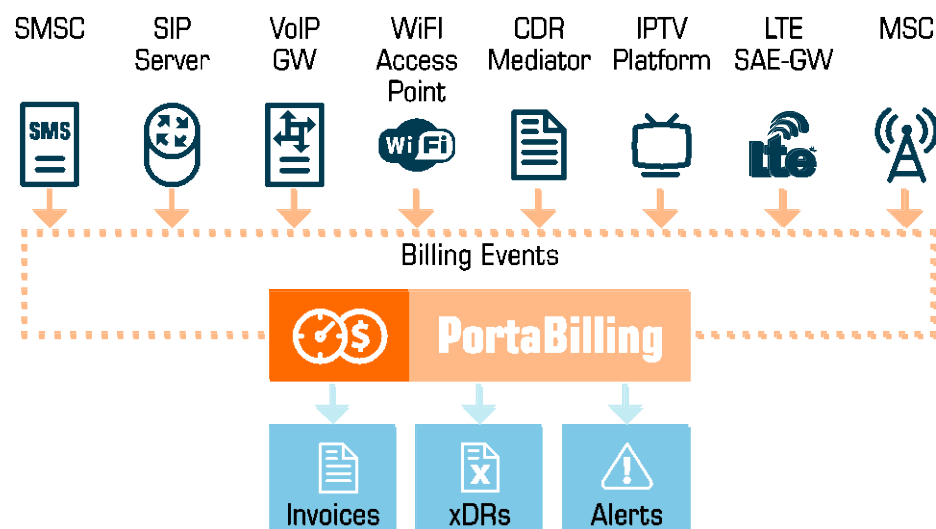 SMSC
SIP
Server
VoIP
GW
WiFI
Access
Point
CDR
Mediator
IPTV
Platform
LTE
SAE-GW
MSC
SMS
WiFi
lte
Billing Events
$
PortaBilling
X
Invoices
xDRs
Alerts